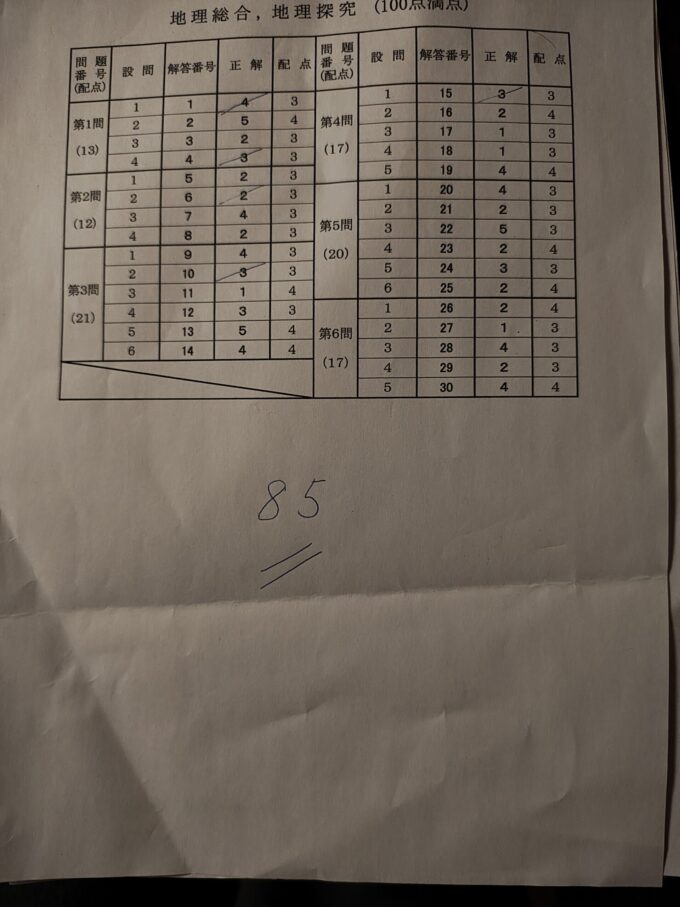 地理総合,地理探究 (100点満点)
問題番号(配点) 設問 解答番号 正解 配点
第1問(13) 1 1 4 3
2 2 5 4
3 3 2 3
4 4 3 3
第2問(12) 1 5 2 3
2 6 2 3
3 7 4 3
4 8 2 3
第3問(21) 1 9 4 3
2 10 3 3
3 11 1 4
4 12 3 3
5 13 5 4
6 14 4 4
問題番号(配点) 設問 解答番号 正解 配点
第4問(17) 1 15 3 3
2 16 2 4
3 17 1 3
4 18 1 3
5 19 4 4
第5問(20) 1 20 4 3
2 21 2 3
3 22 5 3
4 23 2 4
5 24 3 3
6 25 2 4
第6問(17) 1 26 2 4
2 27 1 3
3 28 4 3
4 29 2 3
5 30 4 4
85